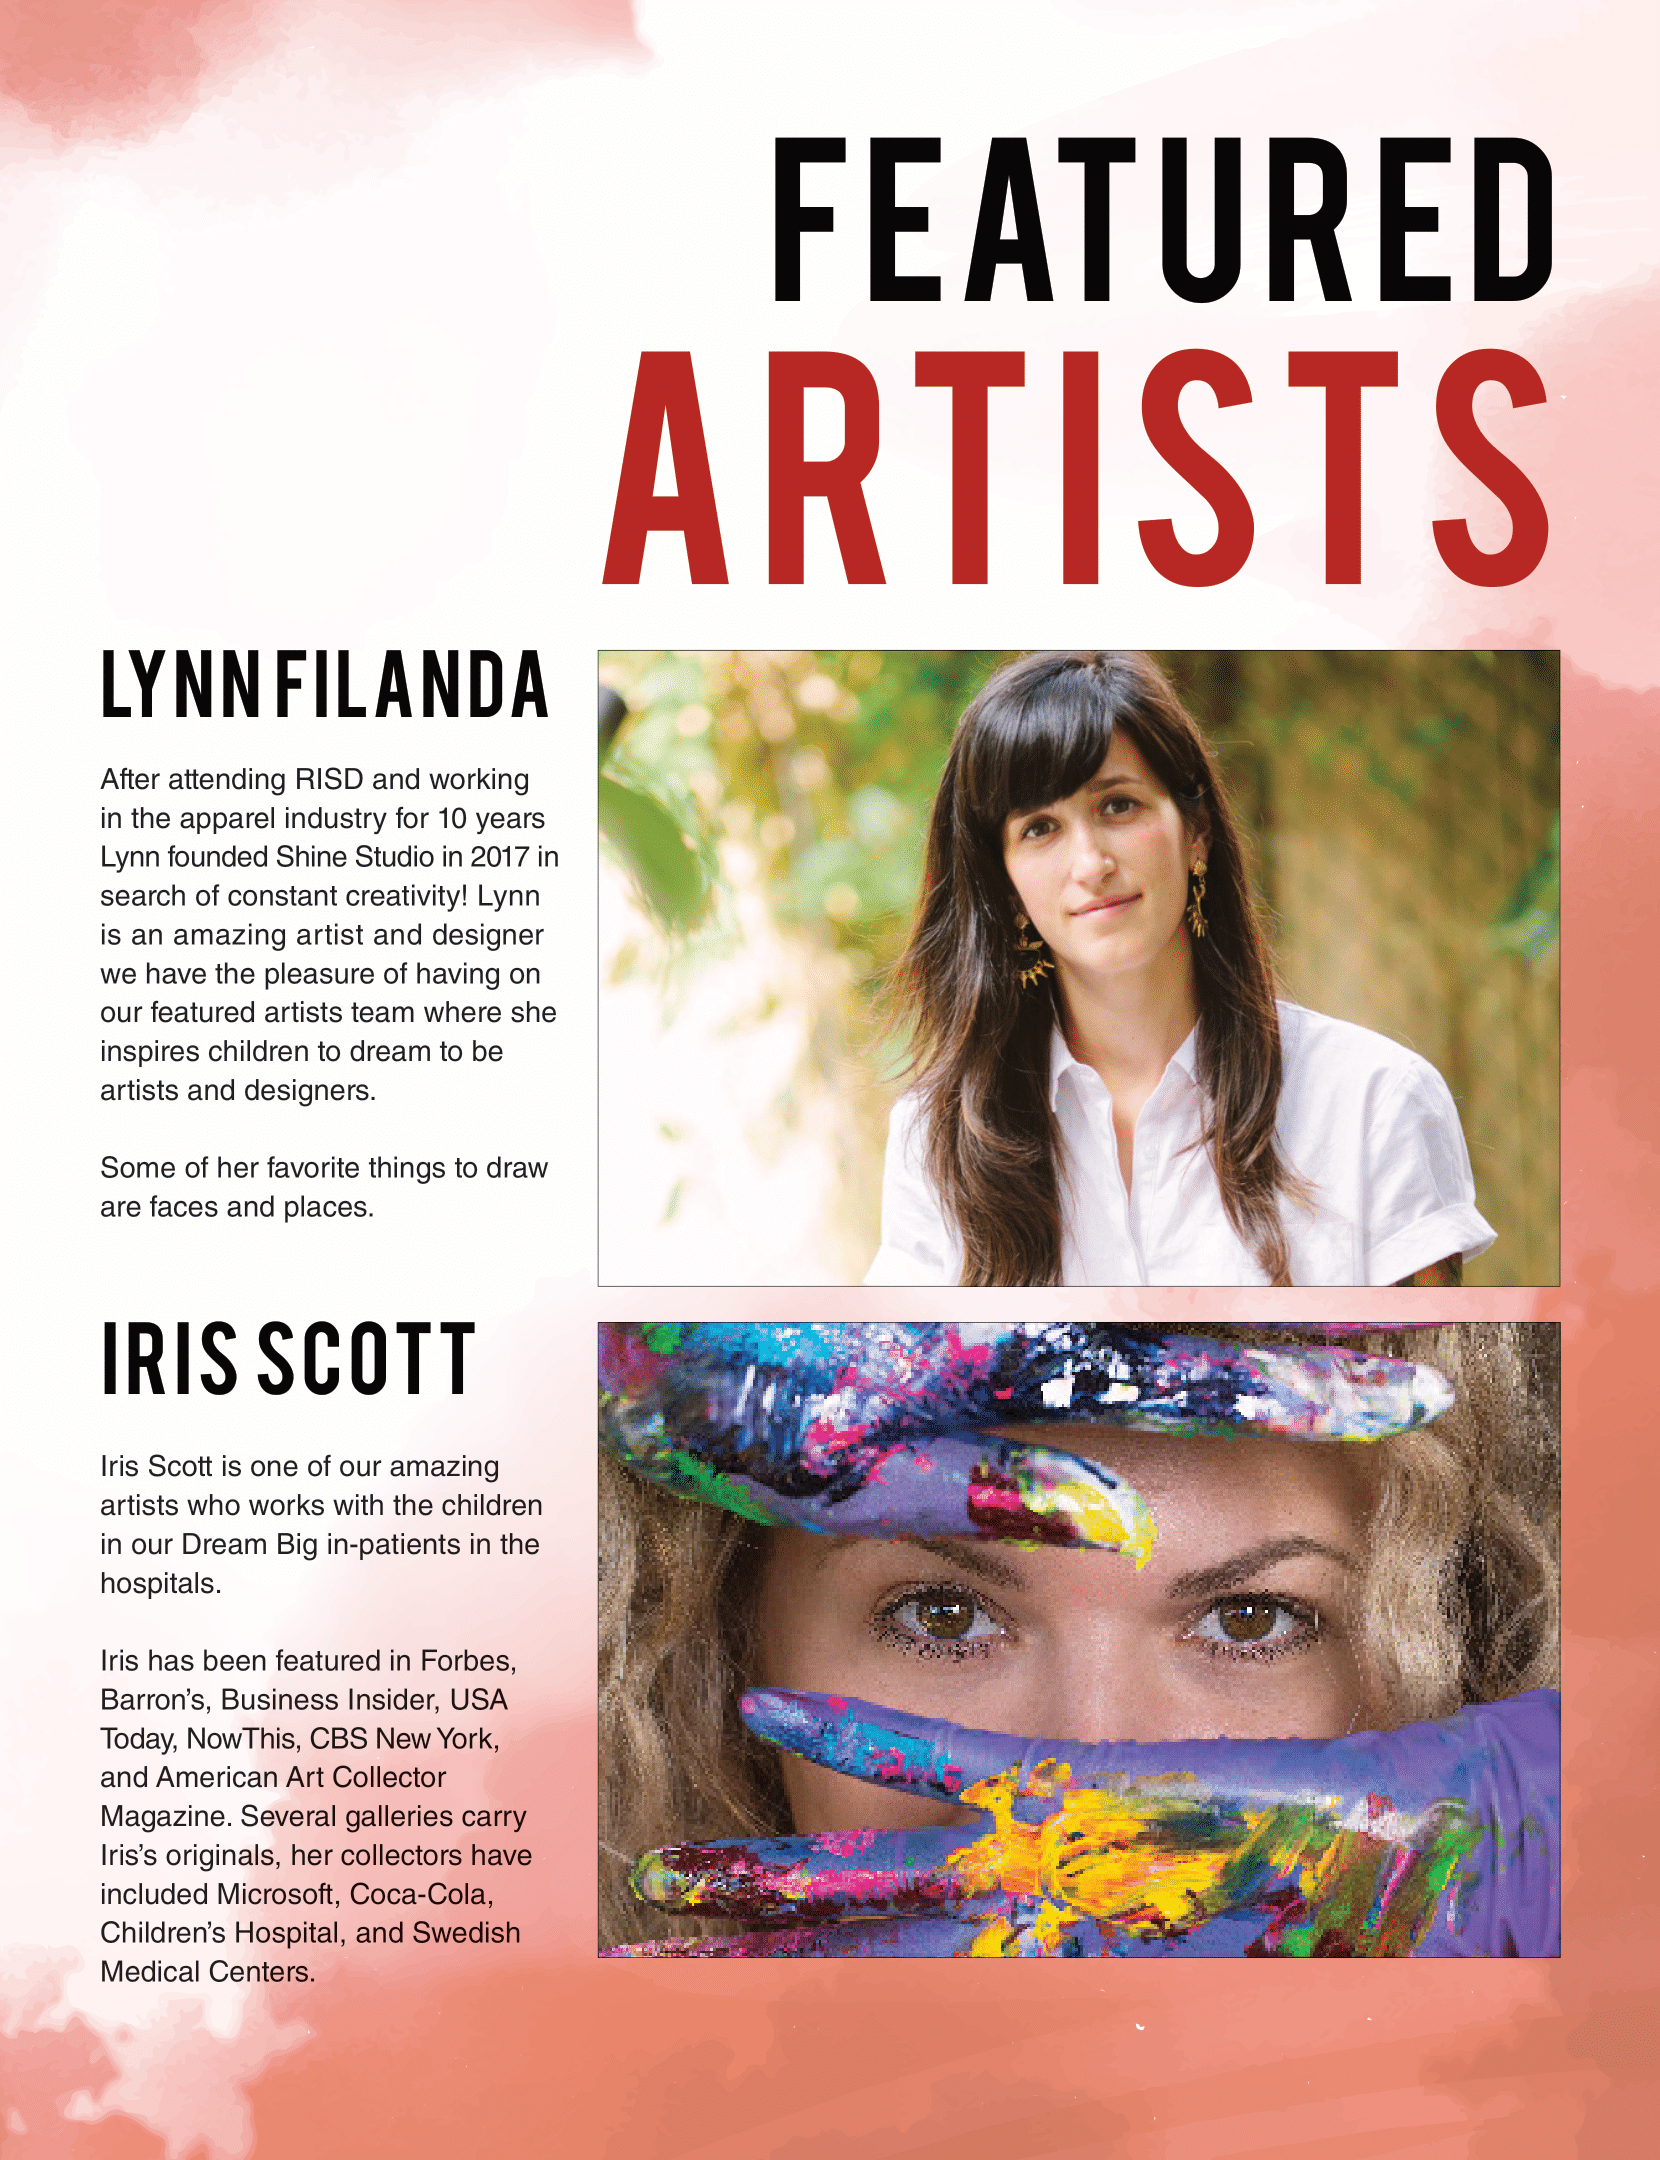 FEATURED
ARTISTS
LYNN FILANDA
After attending RISD and working
in the apparel industry for 10 years
Lynn founded Shine Studio in 2017 in
search of constant creativity! Lynn
is an amazing artist and designer
we have the pleasure of having on
our featured artists team where she
inspires children to dream to be
artists and designers.
Some of her favorite things to draw
are faces and places.
IRIS SCOTT
Iris Scott is one of our amazing
artists who works with the children
in our Dream Big in-patients in the
hospitals.
Iris has been featured in Forbes,
Barron’s, Business Insider, USA
Today, NowThis, CBS New York,
and American Art Collector
Magazine. Several galleries carry
Iris’s originals, her collectors have
included Microsoft, Coca-Cola,
Children’s Hospital, and Swedish
Medical Centers.